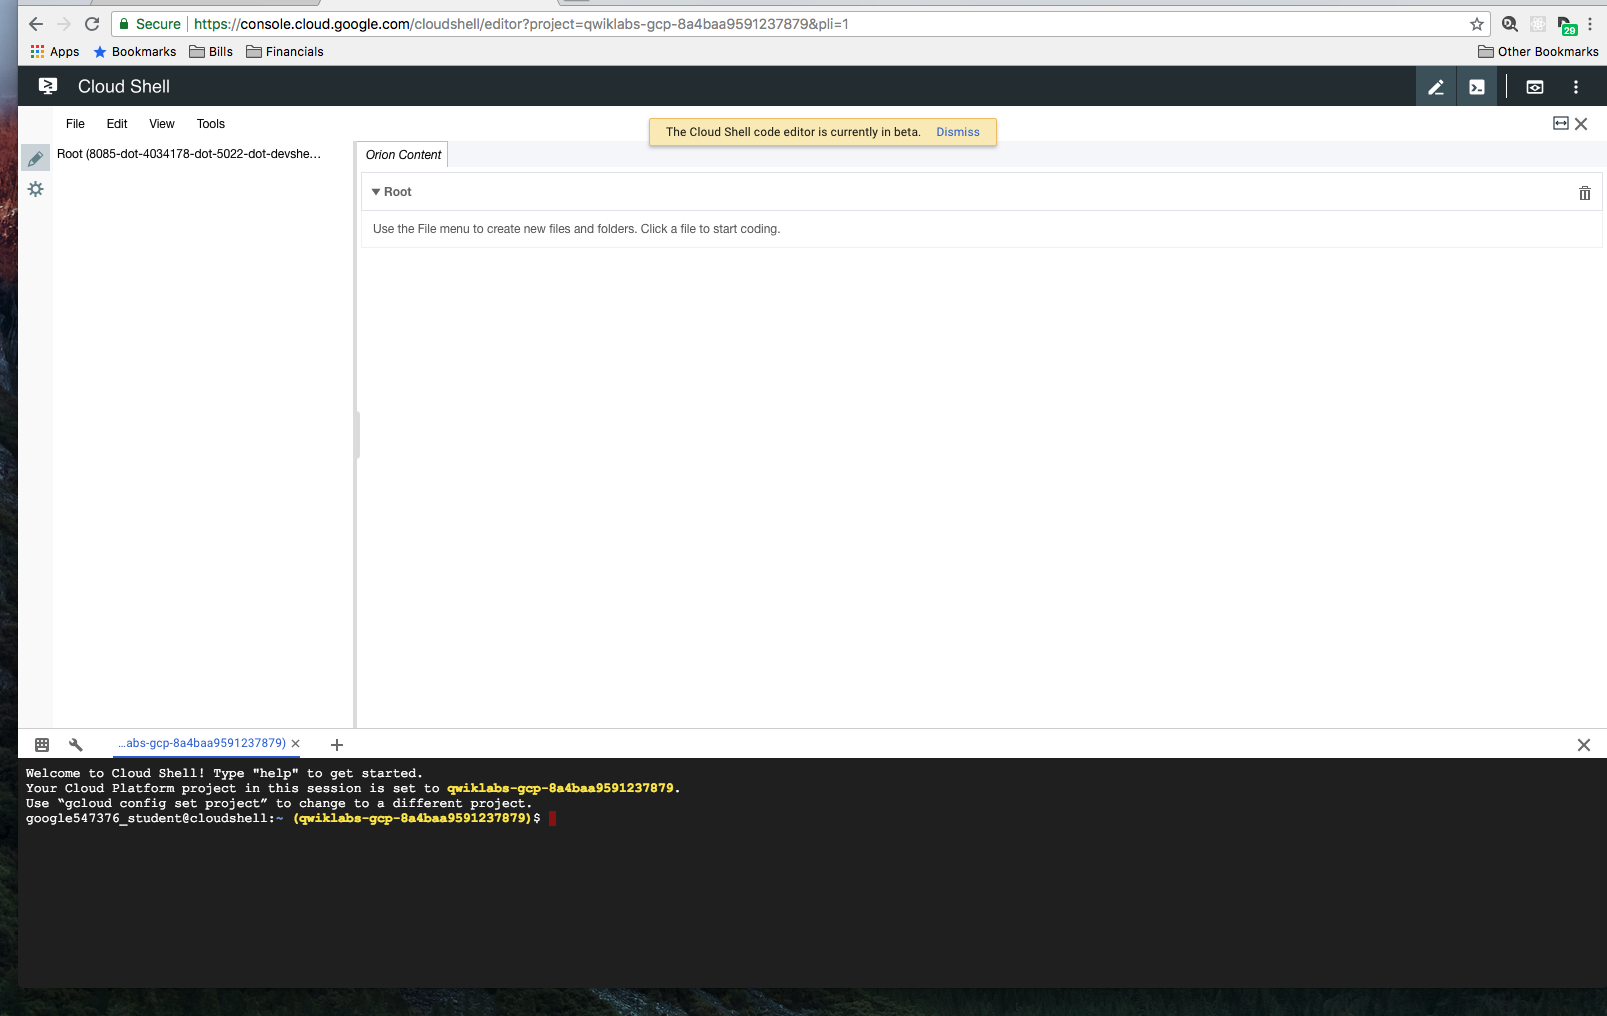 Secure https://console.cloud.google.com/cloudshell/editor?project=qwiklabs-gcp-8a4baa9591237879&pli=1
29
Apps Bookmarks Bills Financials Other Bookmarks
Cloud Shell
File Edit View Tools
The Cloud Shell code editor is currently in beta. Dismiss
Root (8085-dot-4034178-dot-5022-dot-devshe...
Orion Content
Root
Use the File menu to create new files and folders. Click a file to start coding.
...abs-gcp-8a4baa9591237879)
Welcome to Cloud Shell! Type "help" to get started.
Your Cloud Platform project in this session is set to qwiklabs-gcp-8a4baa9591237879.
Use “gcloud config set project” to change to a different project.
google547376_student@cloudshell:~ (qwiklabs-gcp-8a4baa9591237879)$